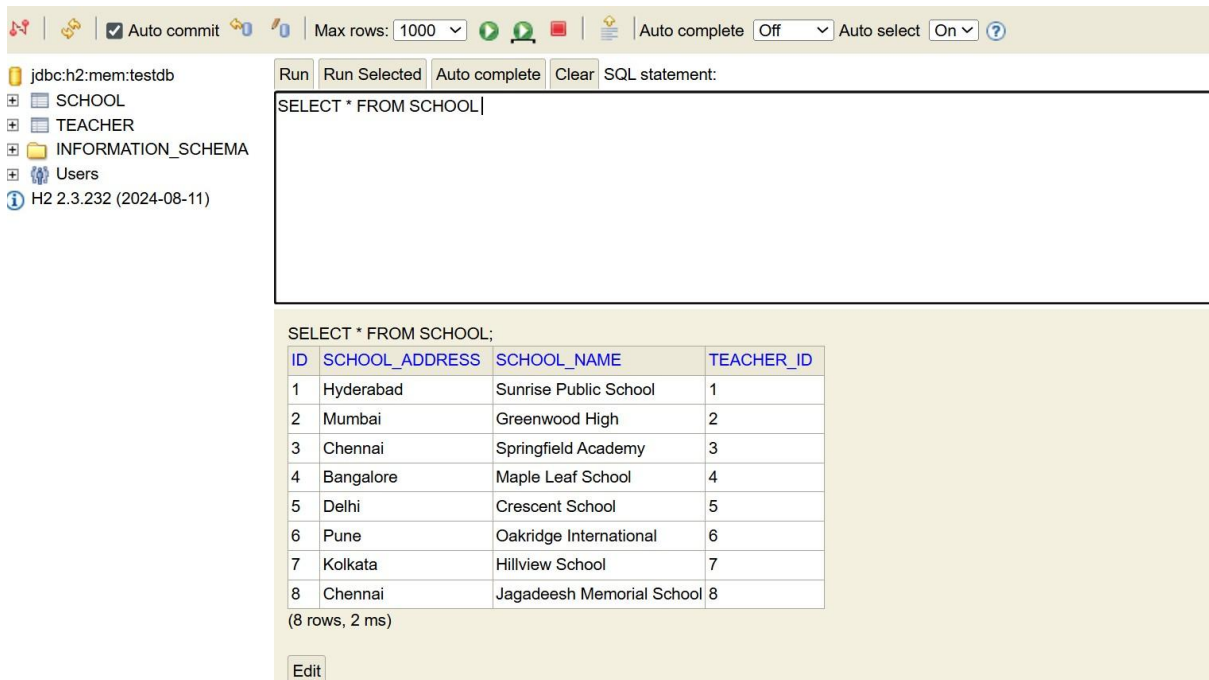 Auto commit Max rows: 1000 Auto complete Off Auto select On
jdbc:h2:mem:testdb
SCHOOL
TEACHER
INFORMATION_SCHEMA
Users
H2 2.3.232 (2024-08-11)
Run Run Selected Auto complete Clear SQL statement:
SELECT * FROM SCHOOL
SELECT * FROM SCHOOL;
ID SCHOOL_ADDRESS SCHOOL_NAME TEACHER_ID
1 Hyderabad Sunrise Public School 1
2 Mumbai Greenwood High 2
3 Chennai Springfield Academy 3
4 Bangalore Maple Leaf School 4
5 Delhi Crescent School 5
6 Pune Oakridge International 6
7 Kolkata Hillview School 7
8 Chennai Jagadeesh Memorial School 8
(8 rows, 2 ms)
Edit